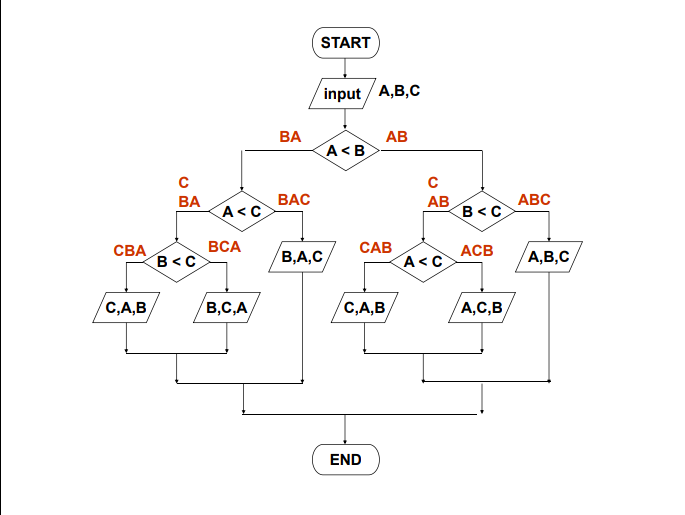 START
input A,B,C
BA AB
A < B
C C
BA BAC AB ABC
A < C B < C
CBA BCA CAB ACB
B < C B,A,C A < C A,B,C
C,A,B B,C,A C,A,B A,C,B
END